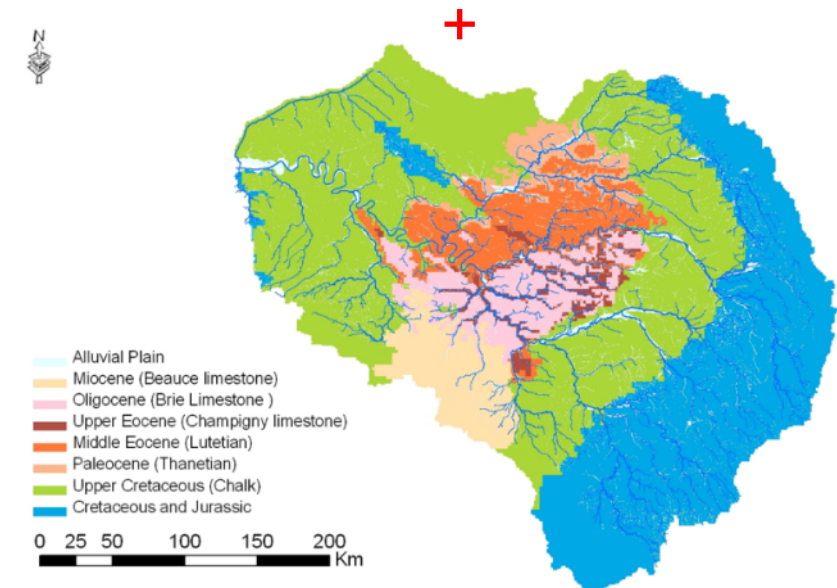 N
Alluvial Plain
Miocene (Beauce limestone)
Oligocene (Brie Limestone )
Upper Eocene (Champigny limestone)
Middle Eocene (Lutetian)
Paleocene (Thanetian)
Upper Cretaceous (Chalk)
Cretaceous and Jurassic
0 25 50 100 150 200
Km